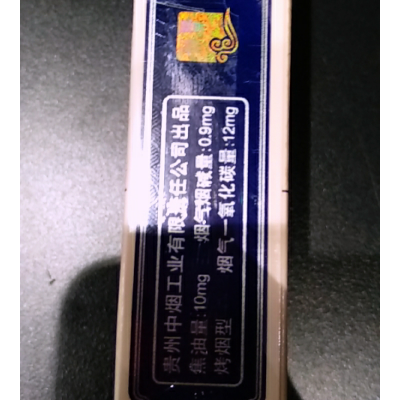 贵州中烟工业有限责任公司出品
焦油量:10mg 烟气烟碱量:0.9mg
烤烟型 烟气一氧化碳量:12mg